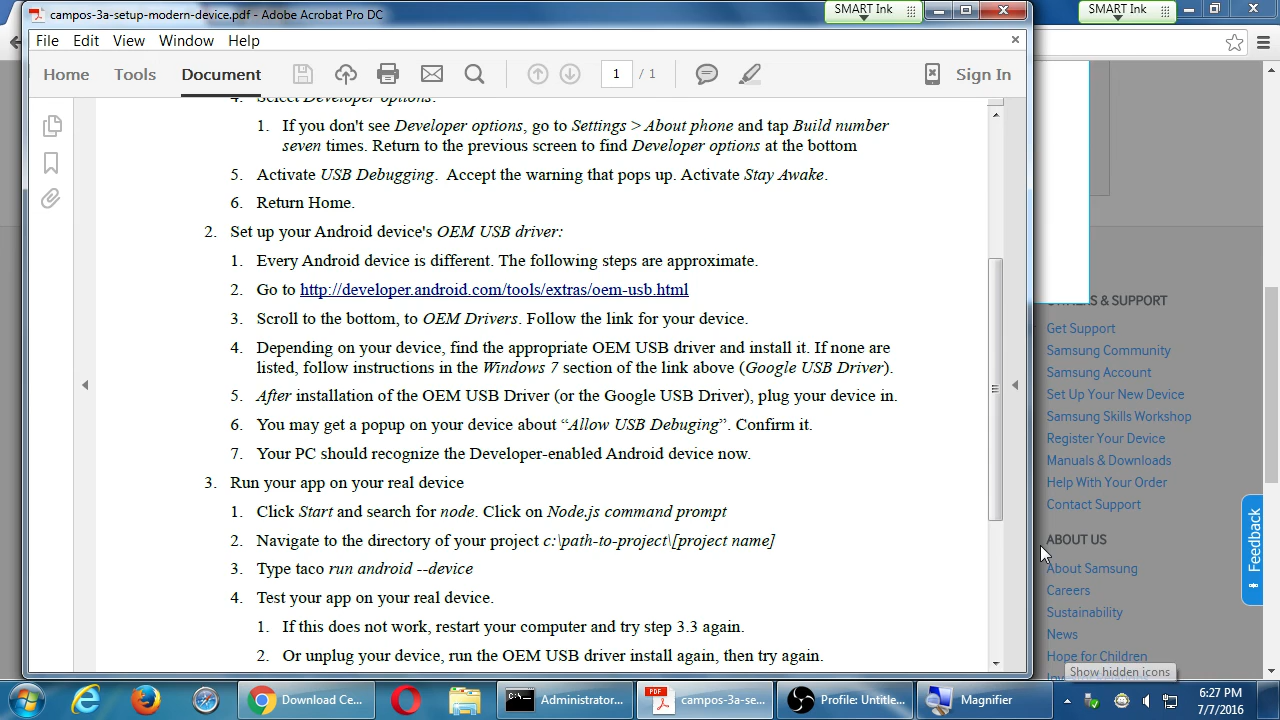 campos-3a-setup-modern-device.pdf - Adobe Acrobat Pro DC
SMART Ink
SMART Ink
File Edit View Window Help
Home Tools Document 1 / 1 Sign In
4. Select Developer options.
1. If you don't see Developer options, go to Settings > About phone and tap Build number
seven times. Return to the previous screen to find Developer options at the bottom
5. Activate USB Debugging. Accept the warning that pops up. Activate Stay Awake.
6. Return Home.
2. Set up your Android device's OEM USB driver:
1. Every Android device is different. The following steps are approximate.
2. Go to http://developer.android.com/tools/extras/oem-usb.html
3. Scroll to the bottom, to OEM Drivers. Follow the link for your device.
4. Depending on your device, find the appropriate OEM USB driver and install it. If none are
listed, follow instructions in the Windows 7 section of the link above (Google USB Driver).
5. After installation of the OEM USB Driver (or the Google USB Driver), plug your device in.
6. You may get a popup on your device about “Allow USB Debuging”. Confirm it.
7. Your PC should recognize the Developer-enabled Android device now.
3. Run your app on your real device
1. Click Start and search for node. Click on Node.js command prompt
2. Navigate to the directory of your project c:\path-to-project\[project name]
3. Type taco run android --device
4. Test your app on your real device.
1. If this does not work, restart your computer and try step 3.3 again.
2. Or unplug your device, run the OEM USB driver install again, then try again.
& SUPPORT
Get Support
Samsung Community
Samsung Account
Set Up Your New Device
Samsung Skills Workshop
Register Your Device
Manuals & Downloads
Help With Your Order
Contact Support
ABOUT US
About Samsung
Careers
Sustainability
News
Hope for Children
Feedback
Show hidden icons
Download Ce...
Administrator...
PDF
campos-3a-se...
Profile: Untitle...
Magnifier
6:27 PM
7/7/2016